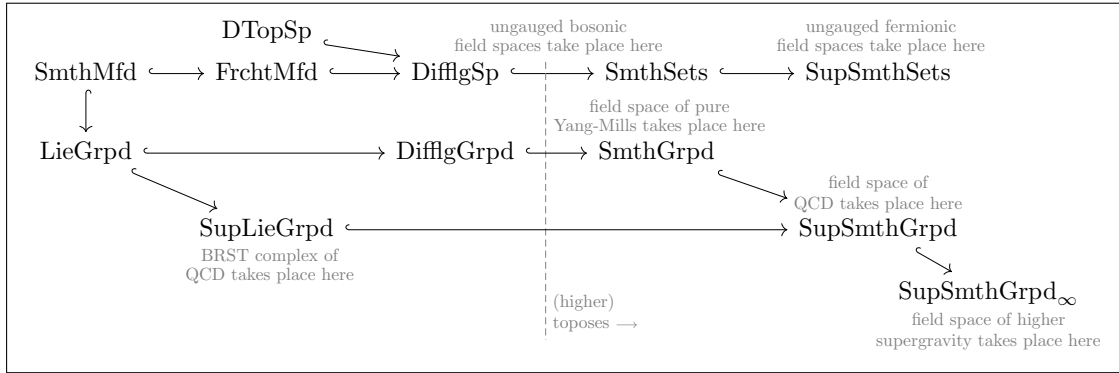 DTopSp
ungauged bosonic
field spaces take place here
ungauged fermionic
field spaces take place here
SmthMfd FrchtMfd DifflgSp SmthSets SupSmthSets
field space of pure
Yang-Mills takes place here
LieGrpd DifflgGrpd SmthGrpd
field space of
QCD takes place here
SupLieGrpd SupSmthGrpd
BRST complex of
QCD takes place here
(higher)
toposes →
SupSmthGrpd∞
field space of higher
supergravity takes place here